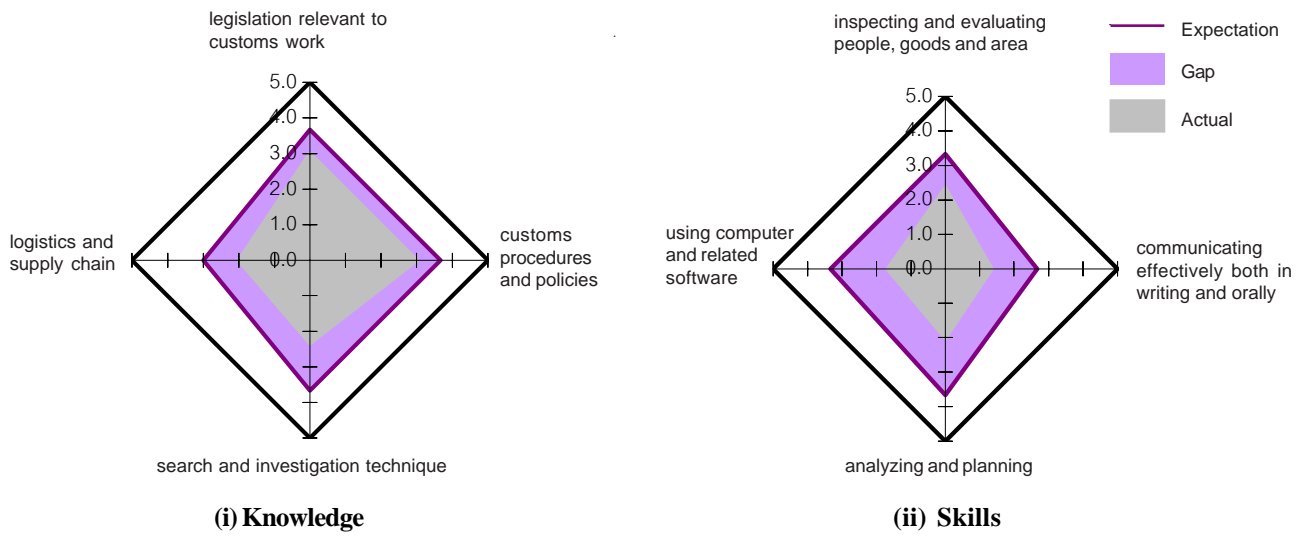 legislation relevant to
customs work
5.0
4.0
3.0
2.0
1.0
0.0
logistics and
supply chain
customs
procedures
and policies
search and investigation technique
(i) Knowledge
inspecting and evaluating
people, goods and area
5.0
4.0
3.0
2.0
1.0
0.0
using computer
and related
software
communicating
effectively both in
writing and orally
analyzing and planning
(ii) Skills
Expectation
Gap
Actual